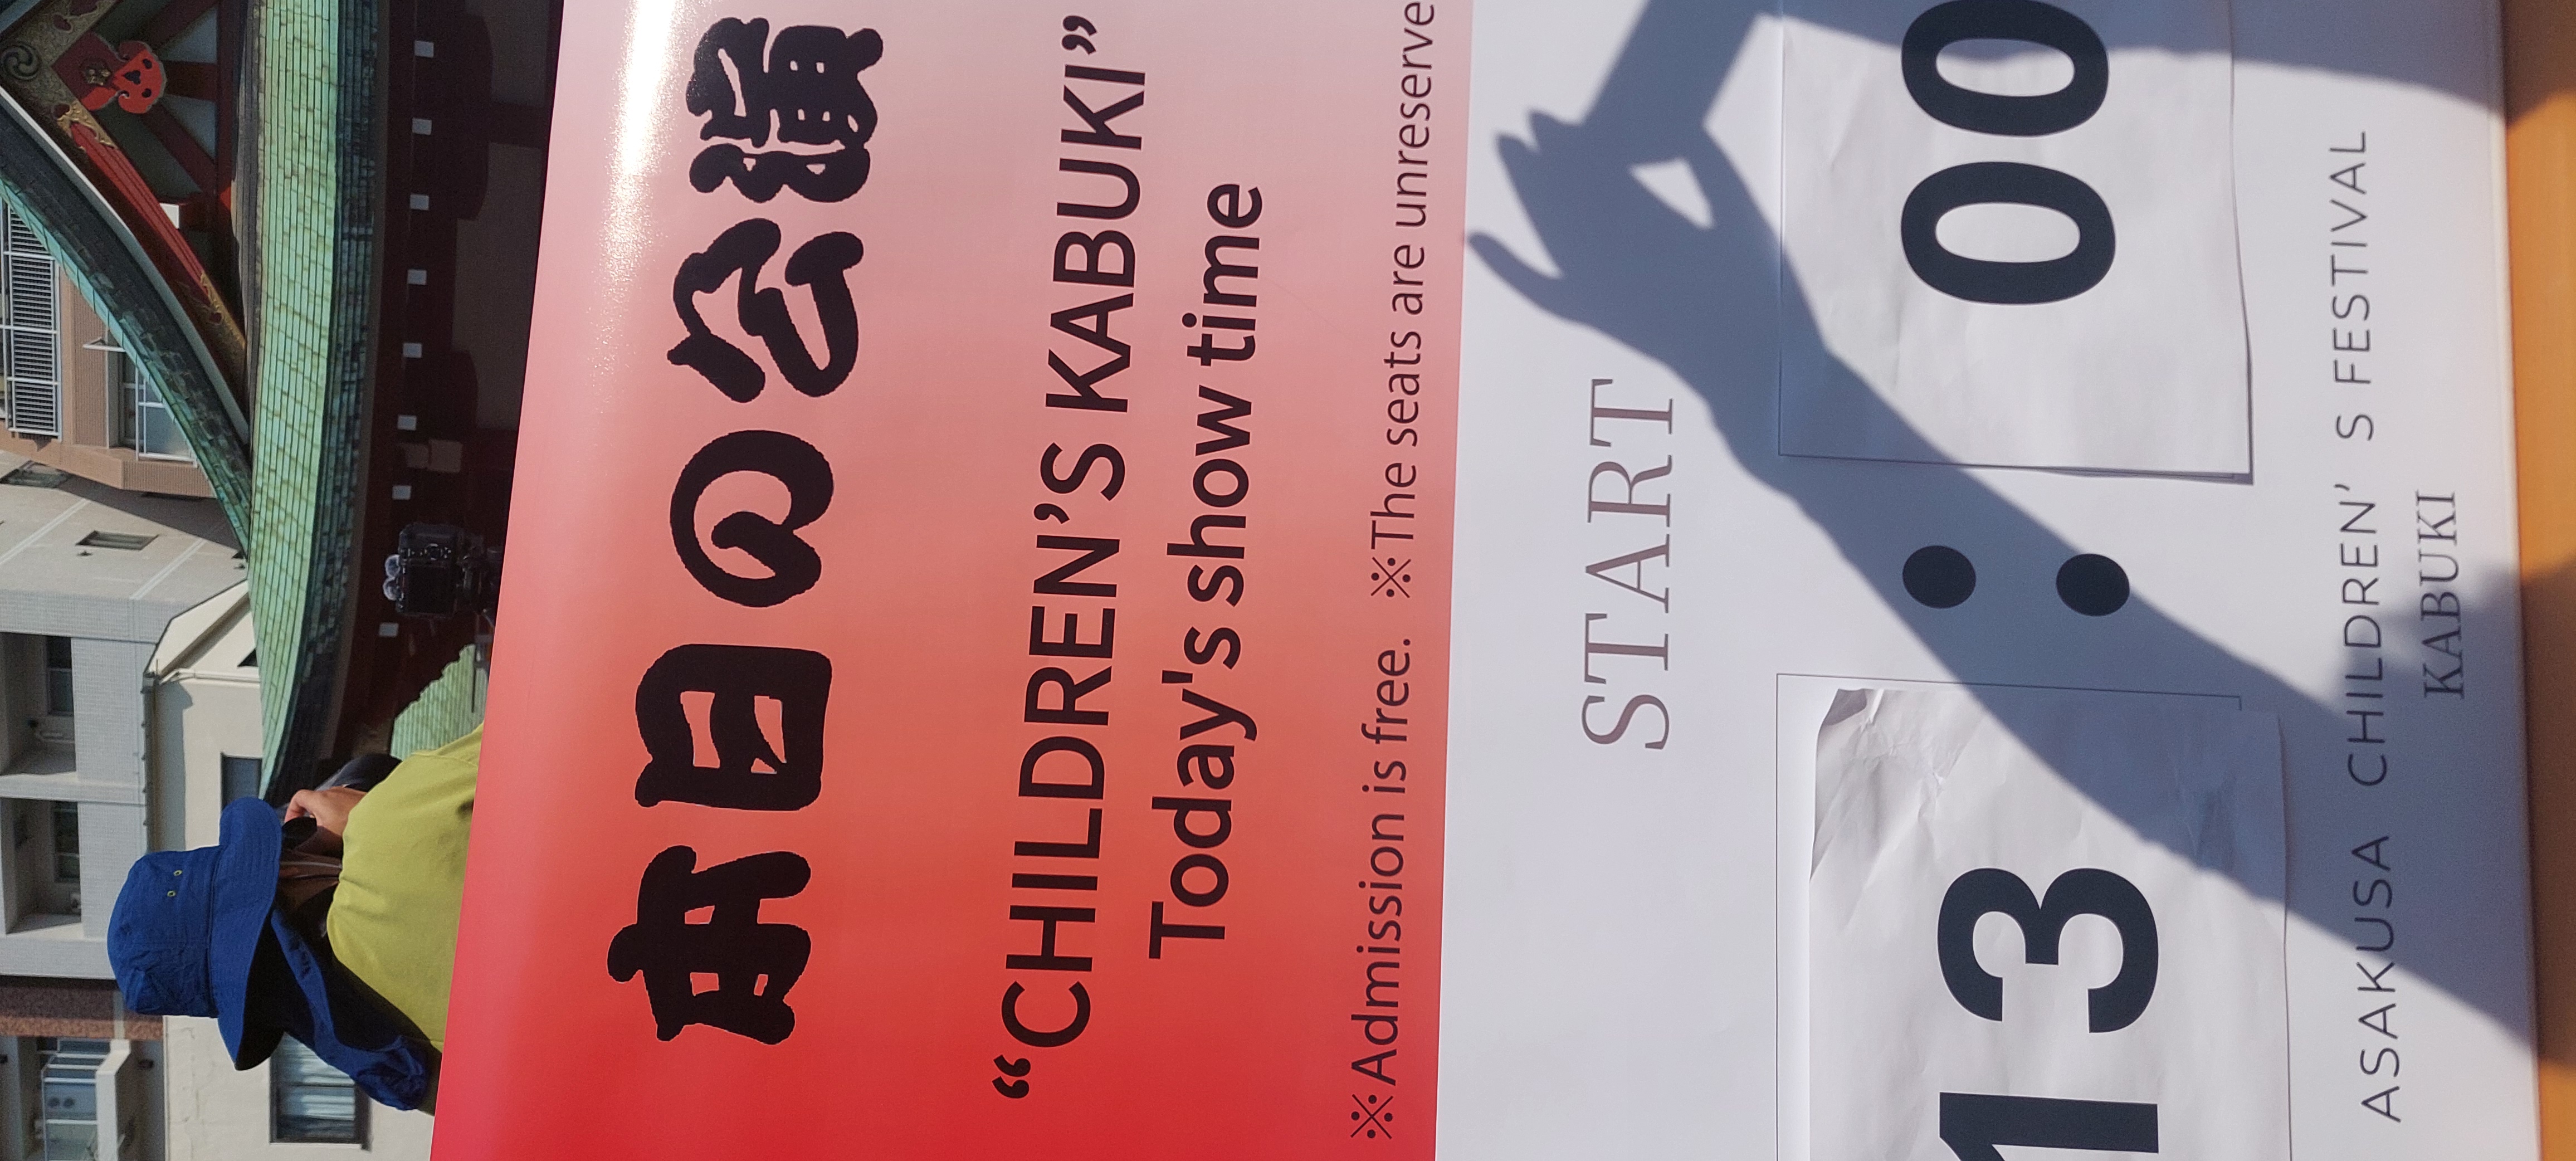 本日の公演
“CHILDREN’S KABUKI”
Today's show time
※Admission is free. ※The seats are unreserve
START
13 : 00
ASAKUSA CHILDREN’ S FESTIVAL
KABUKI